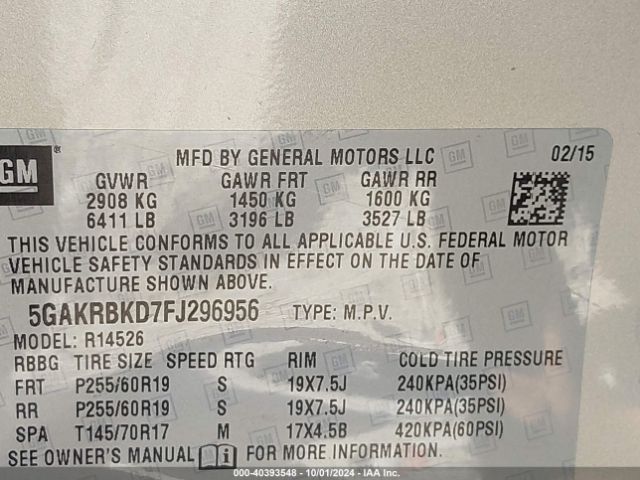 GM
MFD BY GENERAL MOTORS LLC 02/15
GVWR GAWR FRT GAWR RR
2908 KG 1450 KG 1600 KG
6411 LB 3196 LB 3527 LB
THIS VEHICLE CONFORMS TO ALL APPLICABLE U.S. FEDERAL MOTOR
VEHICLE SAFETY STANDARDS IN EFFECT ON THE DATE OF
MANUFACTURE SHOWN ABOVE.
5GAKRBKD7FJ296956 TYPE: M.P.V.
MODEL: R14526
RBBG TIRE SIZE SPEED RTG RIM COLD TIRE PRESSURE
FRT P255/60R19 S 19X7.5J 240KPA(35PSI)
RR P255/60R19 S 19X7.5J 240KPA(35PSI)
SPA T145/70R17 M 17X4.5B 420KPA(60PSI)
SEE OWNER'S MANUAL i FOR MORE INFORMATION.
000- 40393548 - 10/01/2024 - IAA Inc.